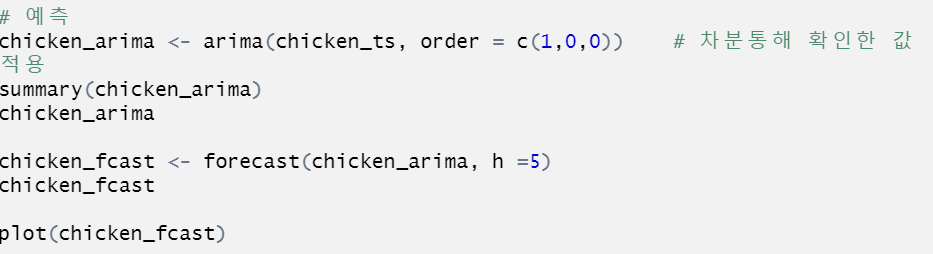 # 예측
chicken_arima <- arima(chicken_ts, order = c(1,0,0))    # 차분통해 확인한 값
적용
summary(chicken_arima)
chicken_arima
chicken_fcast <- forecast(chicken_arima, h =5)
chicken_fcast
plot(chicken_fcast)